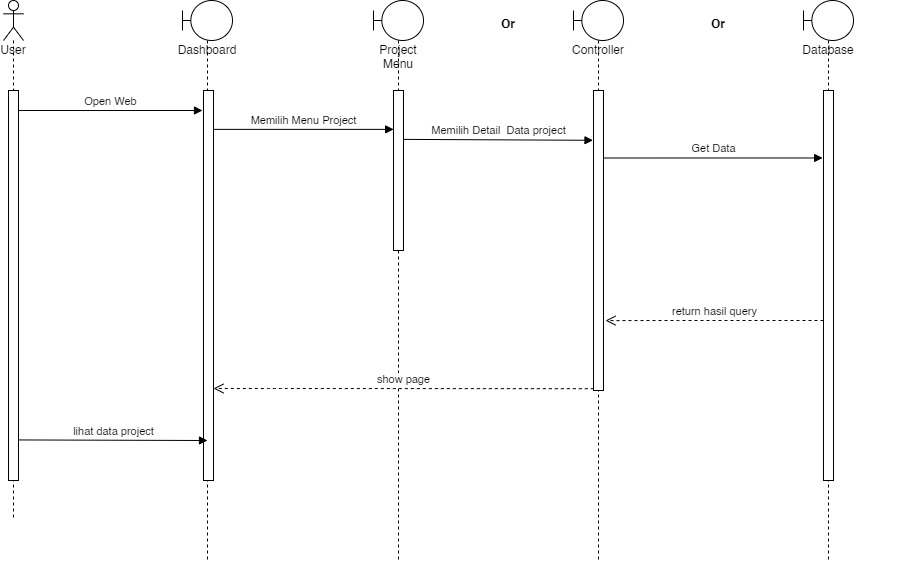 User
Dashboard
Project
Menu
Or
Controller
Or
Database
Open Web
Memilih Menu Project
Memilih Detail  Data project
Get Data
return hasil query
show page
lihat data project